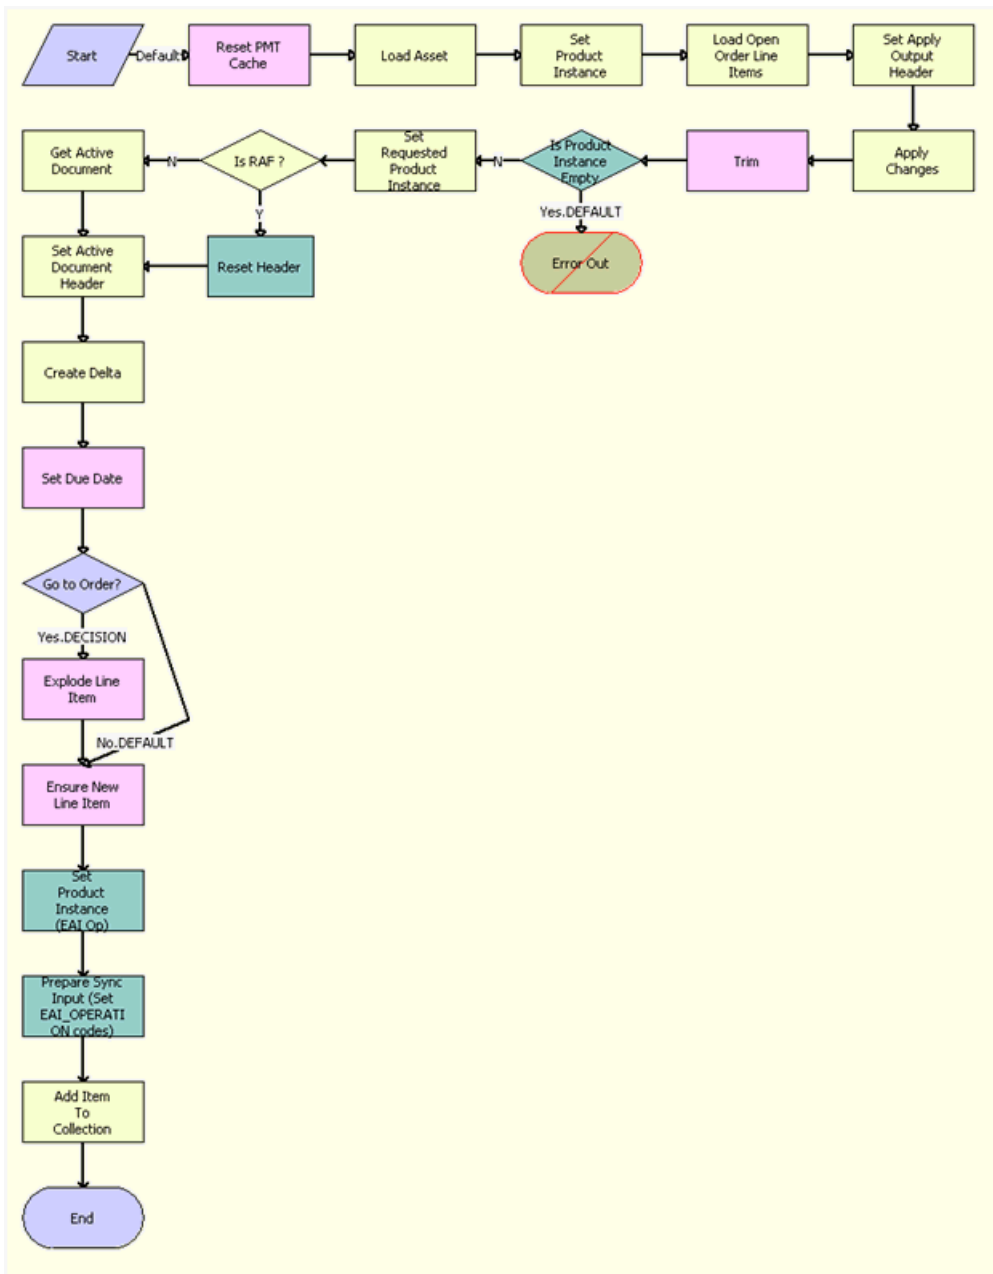 Start
Default
Reset PMT
Cache
Load Asset
Set
Product
Instance
Load Open
Order Line
Items
Set Apply
Output
Header
Get Active
Document
N
Is RAF ?
Set
Requested
Product
Instance
N
Is Product
Instance
Empty
Trim
Apply
Changes
Y
Yes.DEFAULT
Set Active
Document
Header
Reset Header
Error Out
Create Delta
Set Due Date
Go to Order?
Yes.DECISION
Explode Line
Item
No.DEFAULT
Ensure New
Line Item
Set
Product
Instance
(EAI Op)
Prepare Sync
Input (Set
EAI_OPERATI
ON codes)
Add Item
To
Collection
End